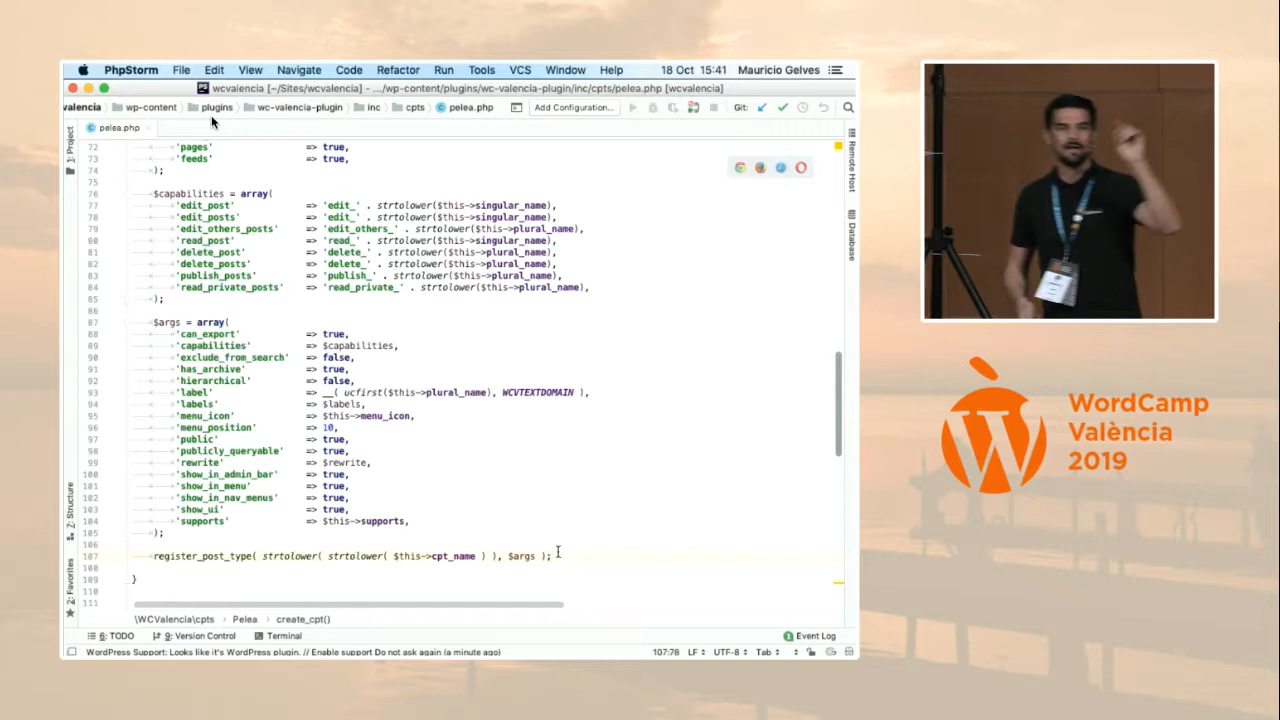 PhpStorm File Edit View Navigate Code Refactor Run Tools VCS Window Help 18 Oct 15:41 Mauricio Gelves
wcvalencia [~/Sites/wcvalencia] - .../wp-content/plugins/wc-valencia-plugin/inc/cpts/pelea.php [wcvalencia]
valencia wp-content plugins wc-valencia-plugin inc cpts pelea.php Add Configuration... Git:
pelea.php
1: Project
Remote Host
Database
Z: Structure
2: Favorites
72 'pages' => true,
73 'feeds' => true,
74 );
75
76 $capabilities = array(
77 'edit_post' => 'edit_' . strtolower($this->singular_name),
78 'edit_posts' => 'edit_' . strtolower($this->singular_name),
79 'edit_others_posts' => 'edit_others_' . strtolower($this->plural_name),
80 'read_post' => 'read_' . strtolower($this->singular_name),
81 'delete_post' => 'delete_' . strtolower($this->plural_name),
82 'delete_posts' => 'delete_' . strtolower($this->plural_name),
83 'publish_posts' => 'publish_' . strtolower($this->plural_name),
84 'read_private_posts' => 'read_private_' . strtolower($this->plural_name),
85 );
86
87 $args = array(
88 'can_export' => true,
89 'capabilities' => $capabilities,
90 'exclude_from_search' => false,
91 'has_archive' => true,
92 'hierarchical' => false,
93 'label' => __( ucfirst($this->plural_name), WCVTEXTDOMAIN ),
94 'labels' => $labels,
95 'menu_icon' => $this->menu_icon,
96 'menu_position' => 10,
97 'public' => true,
98 'publicly_queryable' => true,
99 'rewrite' => $rewrite,
100 'show_in_admin_bar' => true,
101 'show_in_menu' => true,
102 'show_in_nav_menus' => true,
103 'show_ui' => true,
104 'supports' => $this->supports,
105 );
106
107 register_post_type( strtolower( strtolower( $this->cpt_name ) ), $args );
108
109 }
110
111
\WCValencia\cpts Pelea create_cpt()
6: TODO 9: Version Control Terminal 1 Event Log
WordPress Support: Looks like it's WordPress plugin. // Enable support Do not ask again (a minute ago) 107:78 LF UTF-8 Tab
WordCamp
València
2019